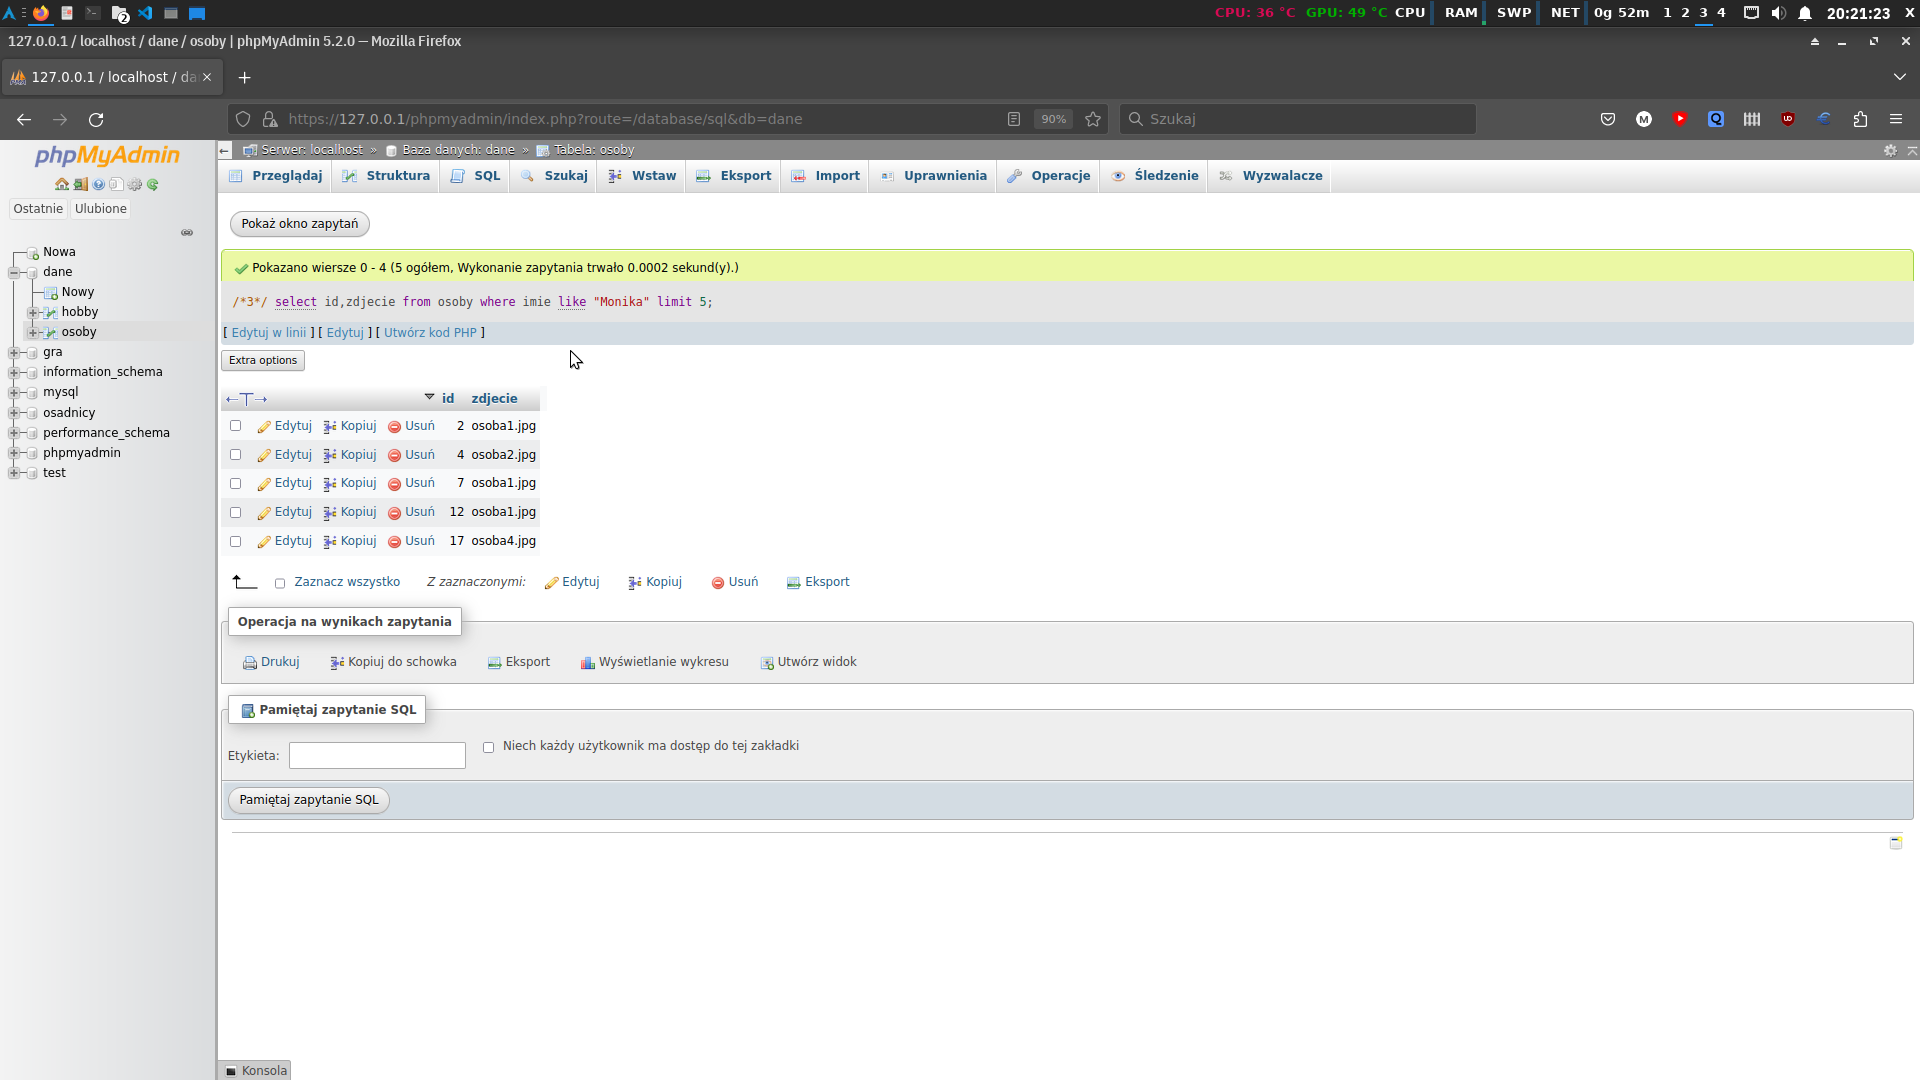 CPU: 36 °C GPU: 49 °C CPU RAM SWP NET 0g 52m 1 2 3 4 20:21:23 X
127.0.0.1 / localhost / dane / osoby | phpMyAdmin 5.2.0 — Mozilla Firefox
127.0.0.1 / localhost / da
https://127.0.0.1/phpmyadmin/index.php?route=/database/sql&db=dane 90% Szukaj
phpMyAdmin
Ostatnie Ulubione
Nowa
dane
Nowy
hobby
osoby
gra
information_schema
mysql
osadnicy
performance_schema
phpmyadmin
test
Serwer: localhost » Baza danych: dane » Tabela: osoby
Przeglądaj Struktura SQL Szukaj Wstaw Eksport Import Uprawnienia Operacje Śledzenie Wyzwalacze
Pokaż okno zapytań
Pokazano wiersze 0 - 4 (5 ogółem, Wykonanie zapytania trwało 0.0002 sekund(y).)
/*3*/ select id,zdjecie from osoby where imie like "Monika" limit 5;
[ Edytuj w linii ] [ Edytuj ] [ Utwórz kod PHP ]
Extra options
←T→ id zdjecie
Edytuj Kopiuj Usuń 2 osoba1.jpg
Edytuj Kopiuj Usuń 4 osoba2.jpg
Edytuj Kopiuj Usuń 7 osoba1.jpg
Edytuj Kopiuj Usuń 12 osoba1.jpg
Edytuj Kopiuj Usuń 17 osoba4.jpg
Zaznacz wszystko Z zaznaczonymi: Edytuj Kopiuj Usuń Eksport
Operacja na wynikach zapytania
Drukuj Kopiuj do schowka Eksport Wyświetlanie wykresu Utwórz widok
Pamiętaj zapytanie SQL
Etykieta: Niech każdy użytkownik ma dostęp do tej zakładki
Pamiętaj zapytanie SQL
Konsola